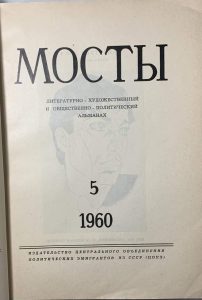 МОСТЫ
ЛИТЕРАТУРНО - ХУДОЖЕСТВЕННЫЙ
И ОБЩЕСТВЕННО - ПОЛИТИЧЕСКИЙ
АЛЬМАНАХ
5
1960
ИЗДАТЕЛЬСТВО ЦЕНТРАЛЬНОГО ОБЪЕДИНЕНИЯ
ПОЛИТИЧЕСКИХ ЭМИГРАНТОВ ИЗ СССР (ЦОПЭ)